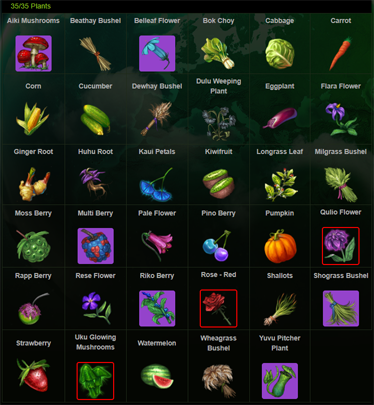 35/35 Plants
Aiki Mushrooms Beathay Bushel Belleaf Flower Bok Choy Cabbage Carrot
Corn Cucumber Dewhay Bushel Dulu Weeping Plant Eggplant Flara Flower
Ginger Root Huhu Root Kaui Petals Kiwifruit Longrass Leaf Milgrass Bushel
Moss Berry Multi Berry Pale Flower Pino Berry Pumpkin Qulio Flower
Rapp Berry Rese Flower Riko Berry Rose - Red Shallots Shograss Bushel
Strawberry Uku Glowing Mushrooms Watermelon Wheagrass Bushel Yuvu Pitcher Plant